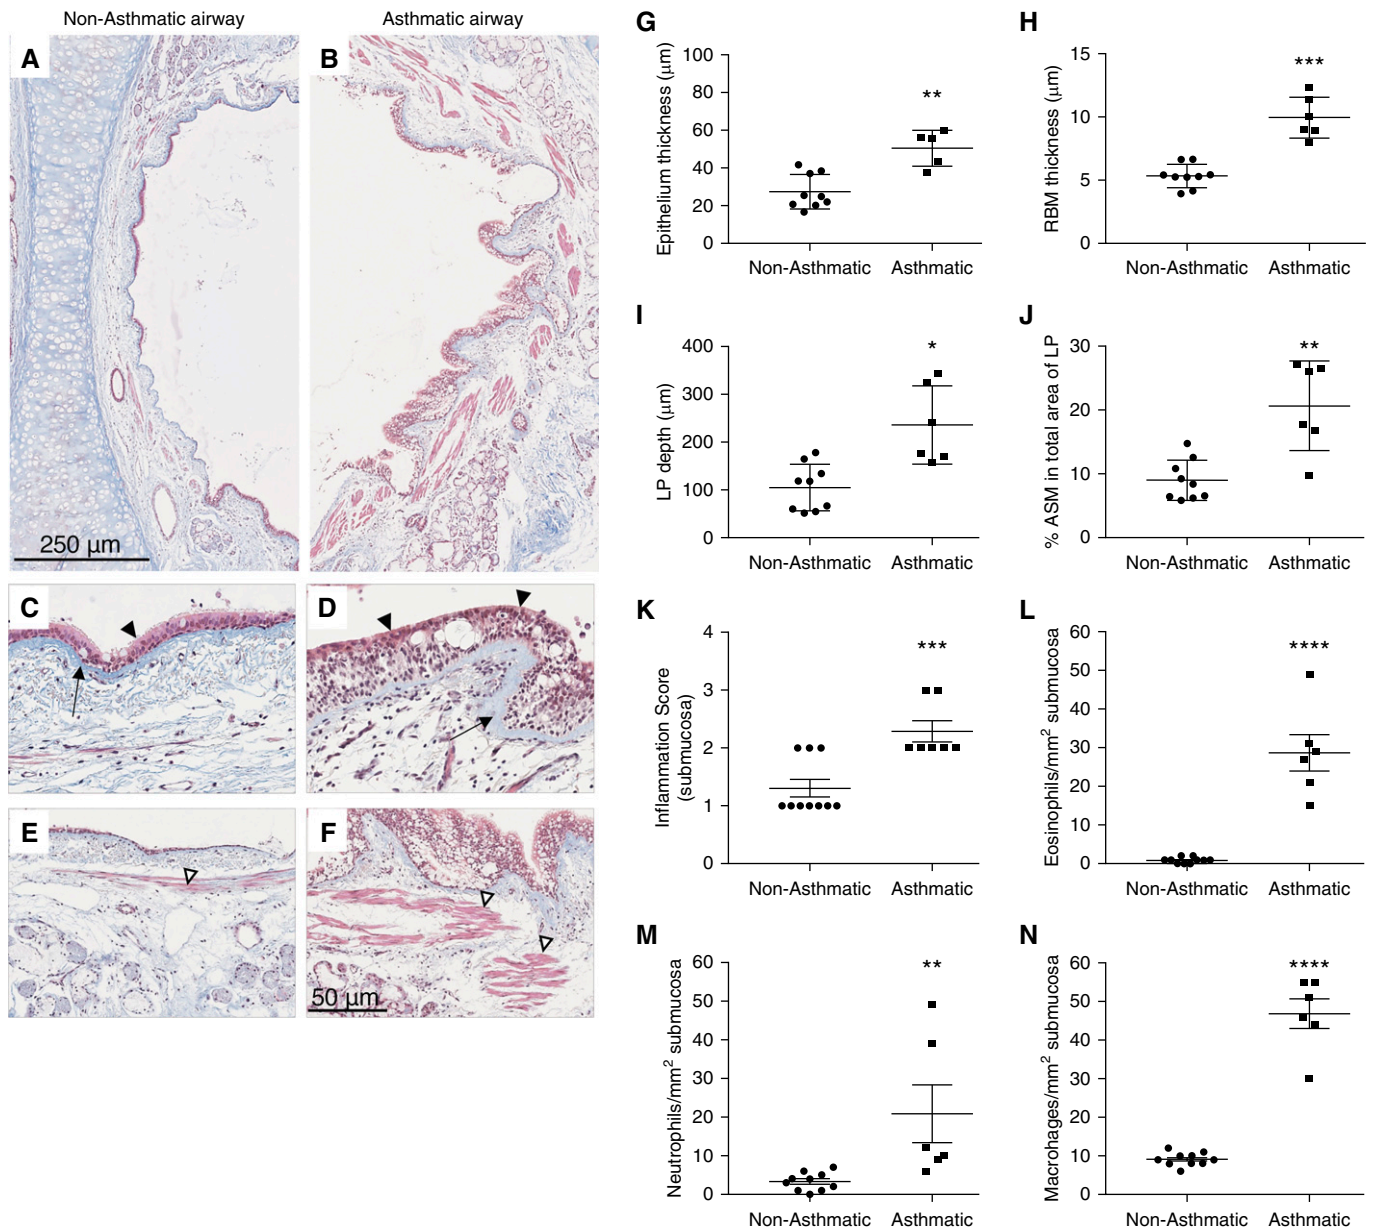 Non-Asthmatic airway
Asthmatic airway
A
B
250 µm
C
D
E
F
50 µm
G
Epithelium thickness (µm)
100
80
60
40
20
0
**
Non-Asthmatic
Asthmatic
H
RBM thickness (µm)
15
10
5
0
***
Non-Asthmatic
Asthmatic
I
LP depth (µm)
400
300
200
100
0
*
Non-Asthmatic
Asthmatic
J
% ASM in total area of LP
30
20
10
0
**
Non-Asthmatic
Asthmatic
K
Inflammation Score
(submucosa)
4
3
2
1
0
***
Non-Asthmatic
Asthmatic
L
Eosinophils/mm² submucosa
60
50
40
30
20
10
0
****
Non-Asthmatic
Asthmatic
M
Neutrophils/mm² submucosa
60
50
40
30
20
10
0
**
Non-Asthmatic
Asthmatic
N
Macrohages/mm² submucosa
60
50
40
30
20
10
0
****
Non-Asthmatic
Asthmatic